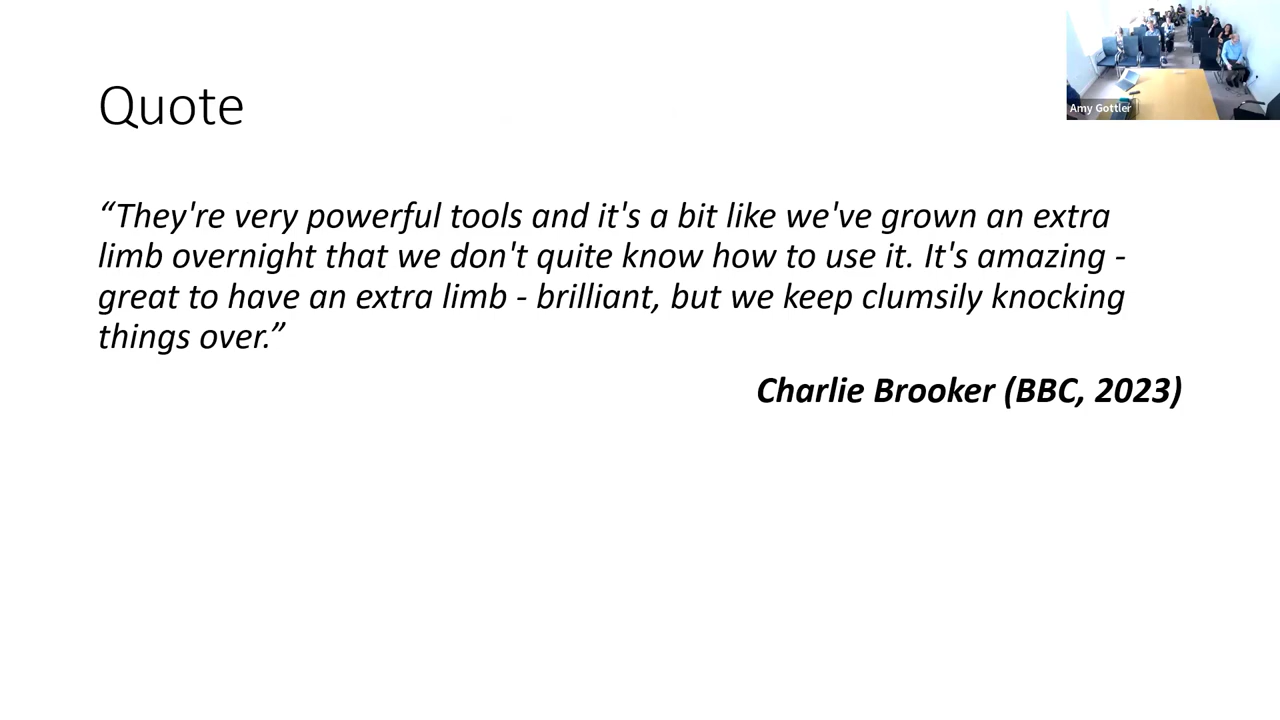 Quote
Amy Gottler
“They're very powerful tools and it's a bit like we've grown an extra
limb overnight that we don't quite know how to use it. It's amazing -
great to have an extra limb - brilliant, but we keep clumsily knocking
things over.”
Charlie Brooker (BBC, 2023)